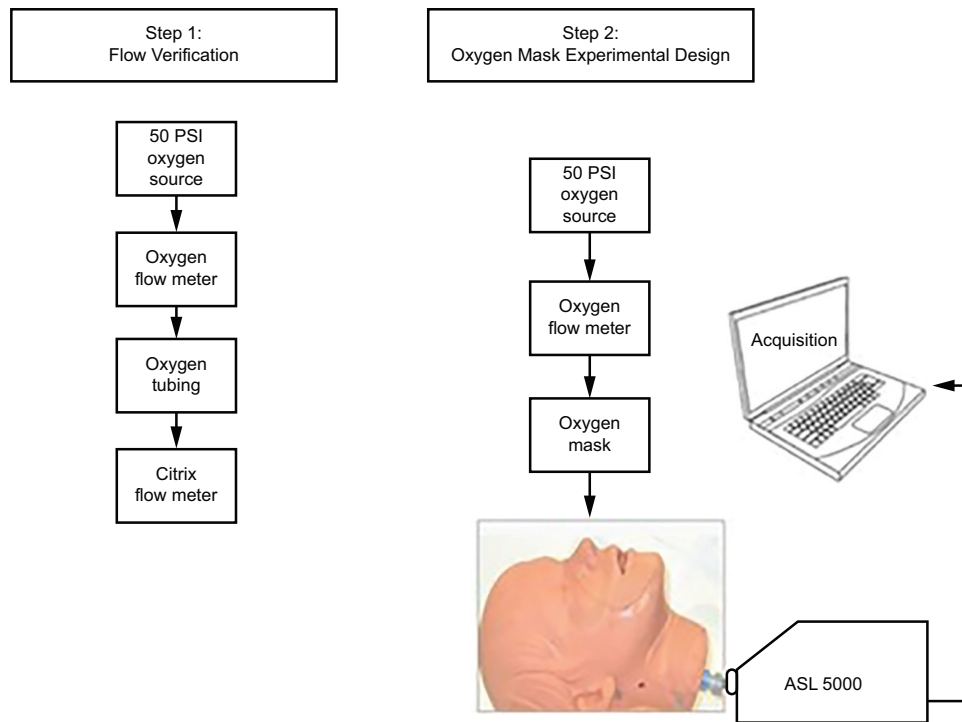 Step 1:
Flow Verification
50 PSI
oxygen
source
Oxygen
flow meter
Oxygen
tubing
Citrix
flow meter
Step 2:
Oxygen Mask Experimental Design
50 PSI
oxygen
source
Oxygen
flow meter
Oxygen
mask
Acquisition
ASL 5000